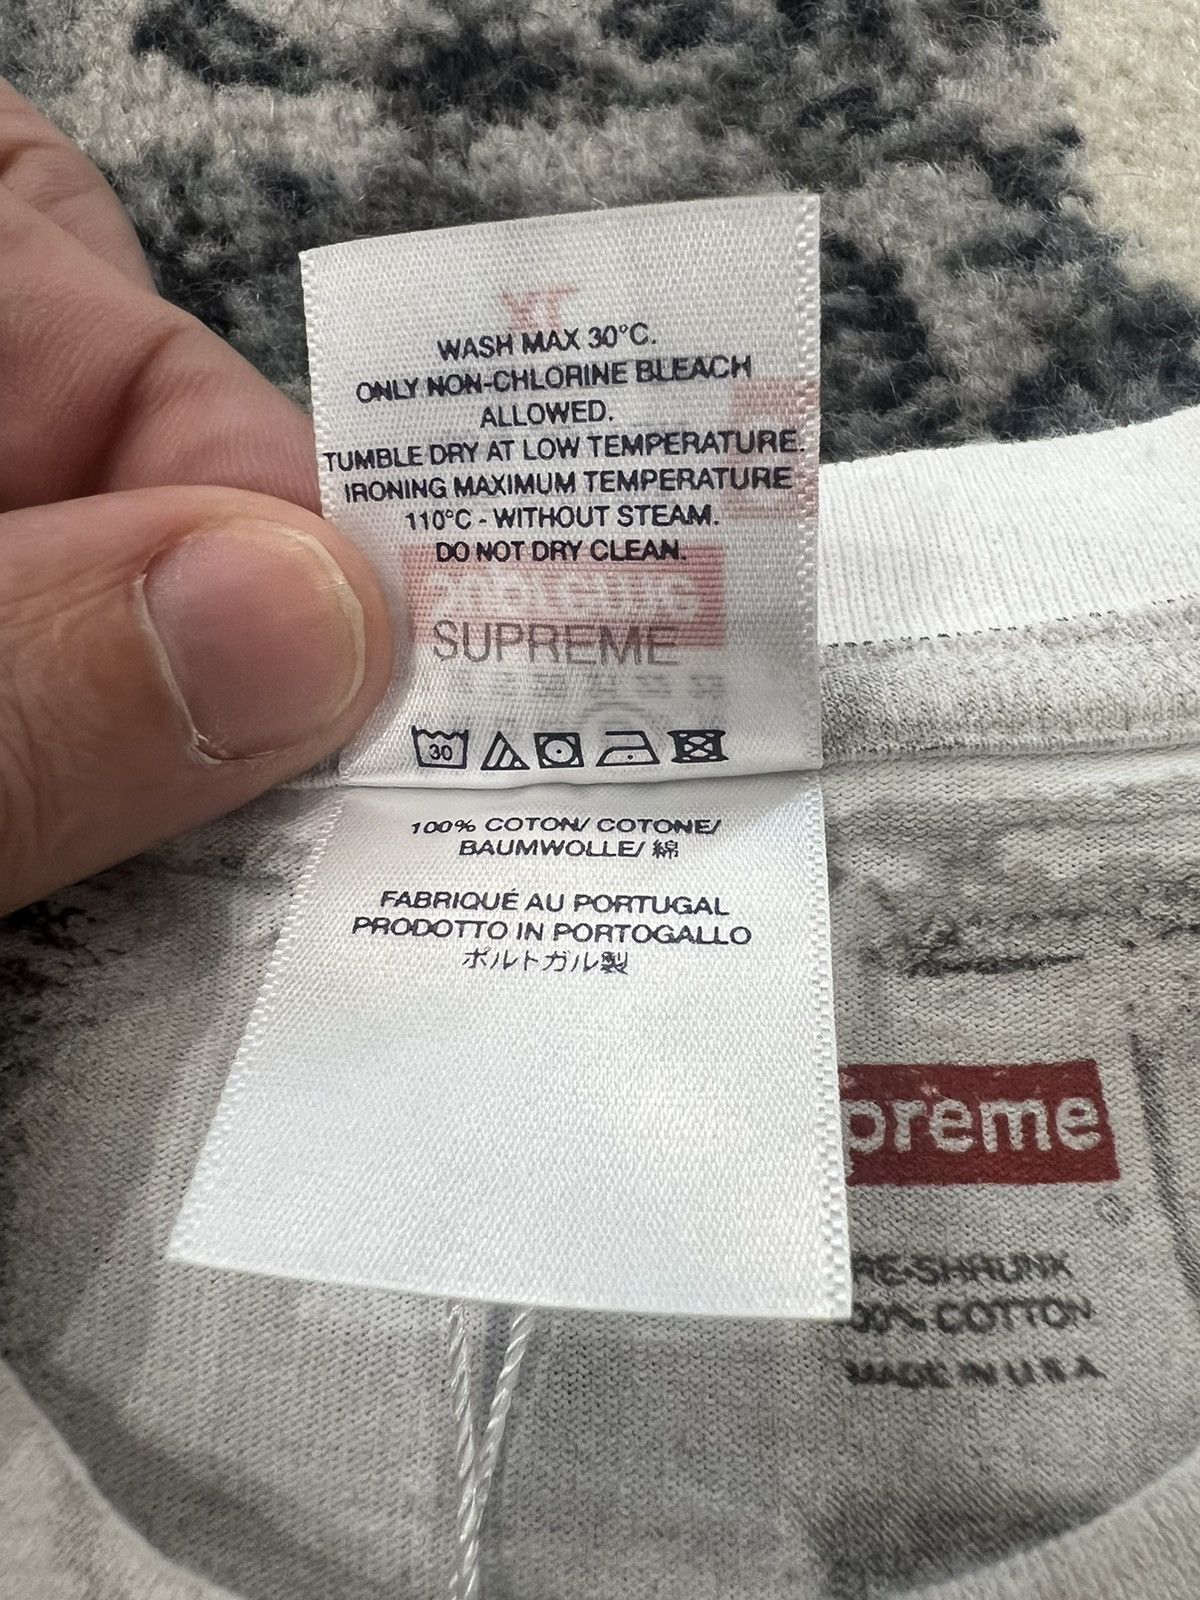 WASH MAX 30°C.
ONLY NON-CHLORINE BLEACH
ALLOWED.
TUMBLE DRY AT LOW TEMPERATURE.
IRONING MAXIMUM TEMPERATURE
110°C - WITHOUT STEAM.
DO NOT DRY CLEAN.
SUPREME
30
100% COTON/ COTONE/
BAUMWOLLE/ 綿
FABRIQUÉ AU PORTUGAL
PRODOTTO IN PORTOGALLO
ポルトガル製
preme
RE-SHRUNK
00% COTTON
MADE IN U.S.A.